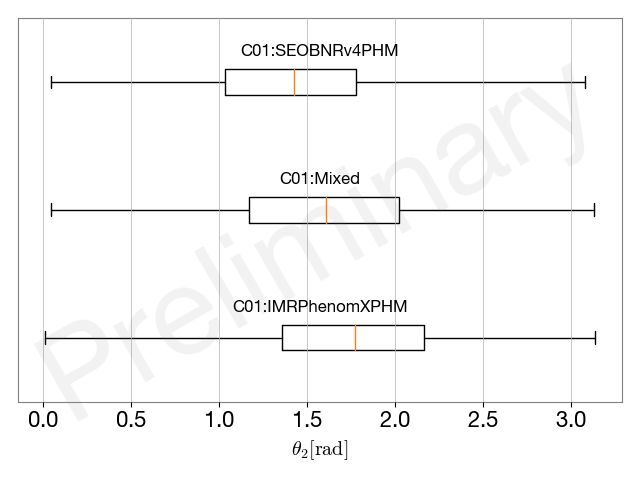 C01:SEOBNRv4PHM
C01:Mixed
C01:IMRPhenomXPHM
Preliminary
0.0 0.5 1.0 1.5 2.0 2.5 3.0
θ₂[rad]